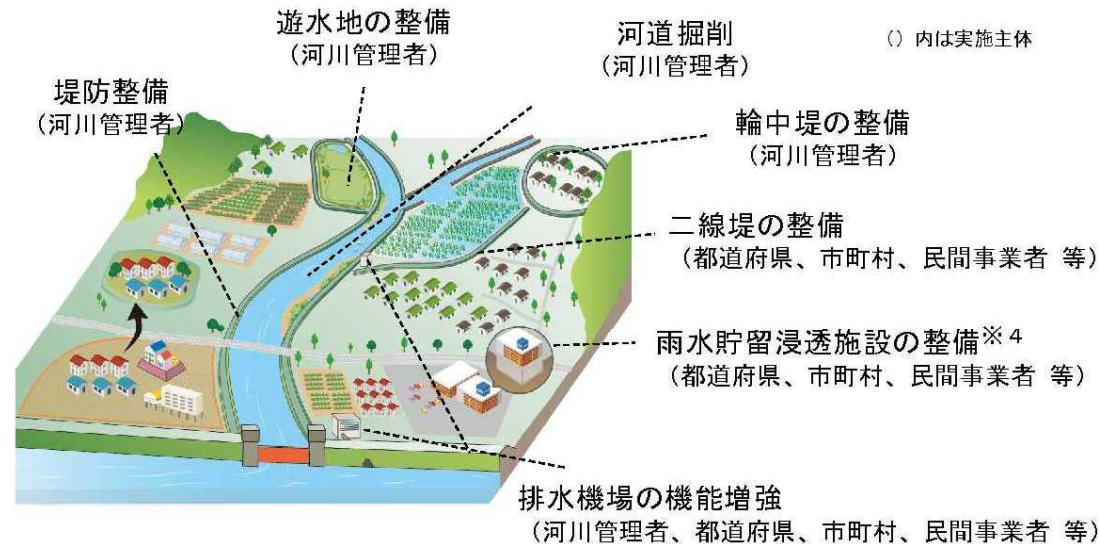 遊水地の整備
(河川管理者)
河道掘削
(河川管理者)
() 内は実施主体
堤防整備
(河川管理者)
輪中堤の整備
(河川管理者)
二線堤の整備
(都道府県、市町村、民間事業者 等)
雨水貯留浸透施設の整備※4
(都道府県、市町村、民間事業者 等)
排水機場の機能増強
(河川管理者、都道府県、市町村、民間事業者 等)